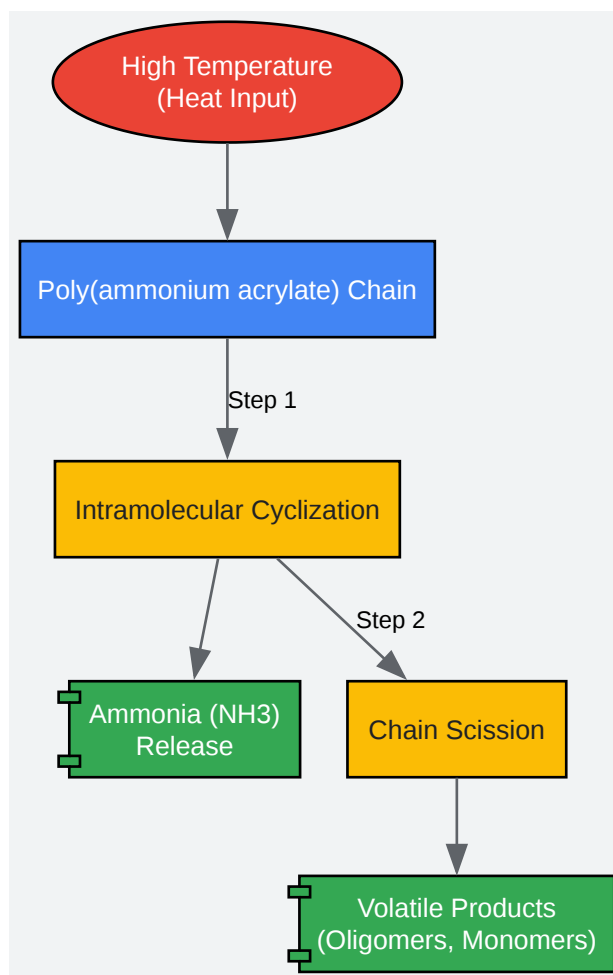 High Temperature
(Heat Input)
Poly(ammonium acrylate) Chain
Step 1
Intramolecular Cyclization
Step 2
Ammonia (NH3)
Release
Chain Scission
Volatile Products
(Oligomers, Monomers)